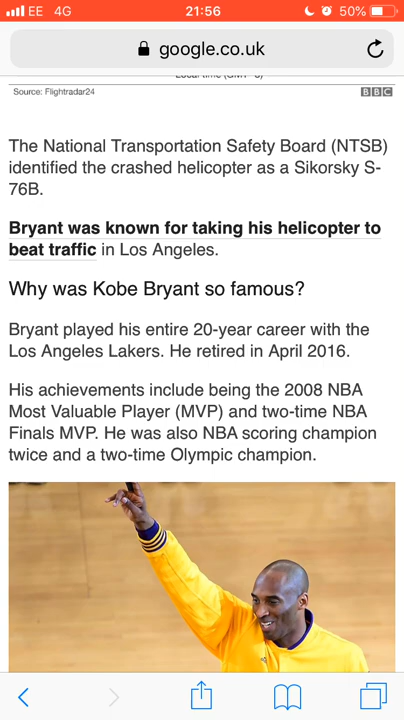 EE 4G 21:56 50%
google.co.uk
Source: Flightradar24 BBC
The National Transportation Safety Board (NTSB)
identified the crashed helicopter as a Sikorsky S-
76B.
Bryant was known for taking his helicopter to
beat traffic in Los Angeles.
Why was Kobe Bryant so famous?
Bryant played his entire 20-year career with the
Los Angeles Lakers. He retired in April 2016.
His achievements include being the 2008 NBA
Most Valuable Player (MVP) and two-time NBA
Finals MVP. He was also NBA scoring champion
twice and a two-time Olympic champion.